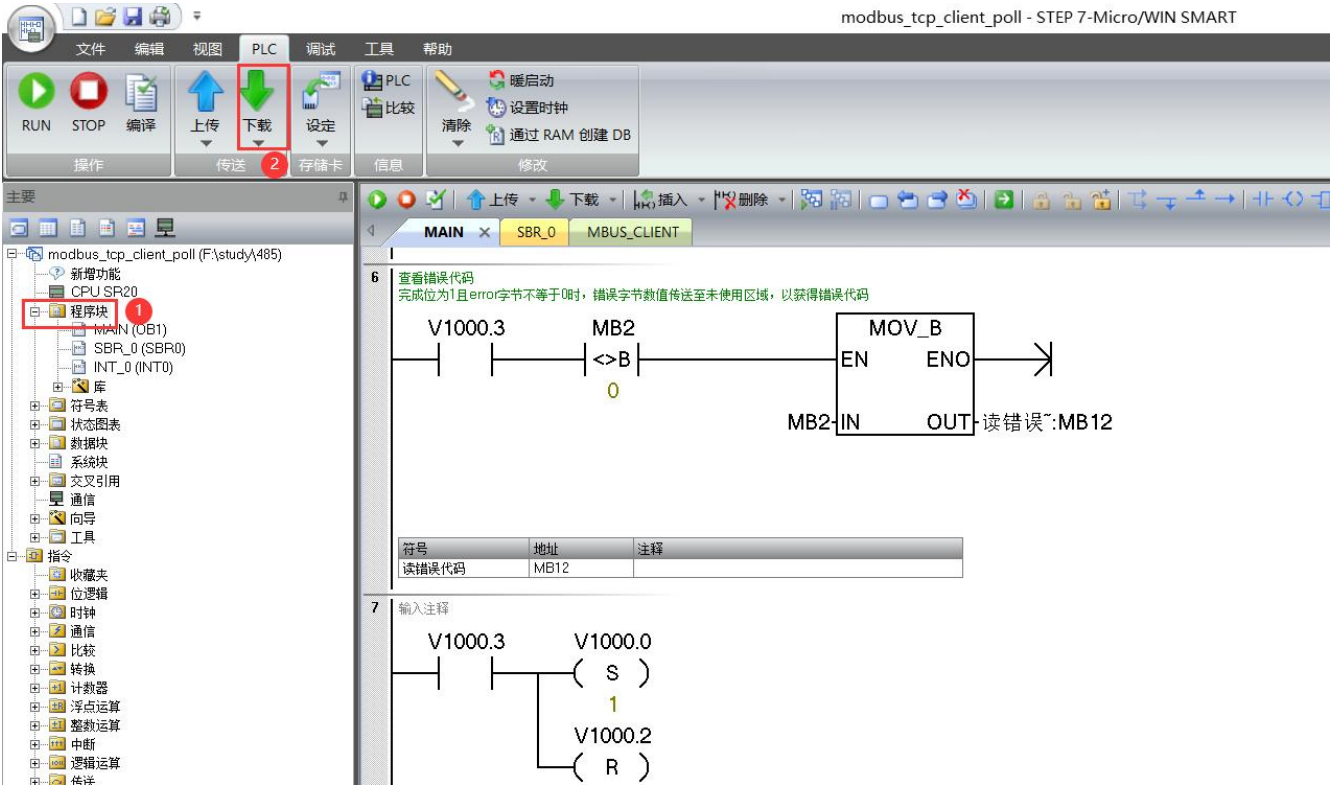 modbus_tcp_client_poll - STEP 7-Micro/WIN SMART
文件 编辑 视图 PLC 调试 工具 帮助
RUN STOP 编译 上传 下载 设定 PLC 比较 清除 暖启动 设置时钟 通过 RAM 创建 DB
操作 传送 2 存储卡 信息 修改
主要
上传 下载 插入 删除
MAIN SBR_0 MBUS_CLIENT
modbus_tcp_client_poll (F:\study\485)
新增功能
CPU SR20
程序块 1
MAIN (OB1)
SBR_0 (SBR0)
INT_0 (INT0)
库
符号表
状态图表
数据块
系统块
交叉引用
通信
向导
工具
指令
收藏夹
位逻辑
时钟
通信
比较
转换
计数器
浮点运算
整数运算
中断
逻辑运算
传送
6 查看错误代码
完成位为1且error字节不等于0时，错误字节数值传送至未使用区域，以获得错误代码
V1000.3 MB2 MOV_B
<>B EN ENO
0
MB2 IN OUT 读错误~:MB12
符号 地址 注释
读错误代码 MB12
7 输入注释
V1000.3 V1000.0
S
1
V1000.2
R